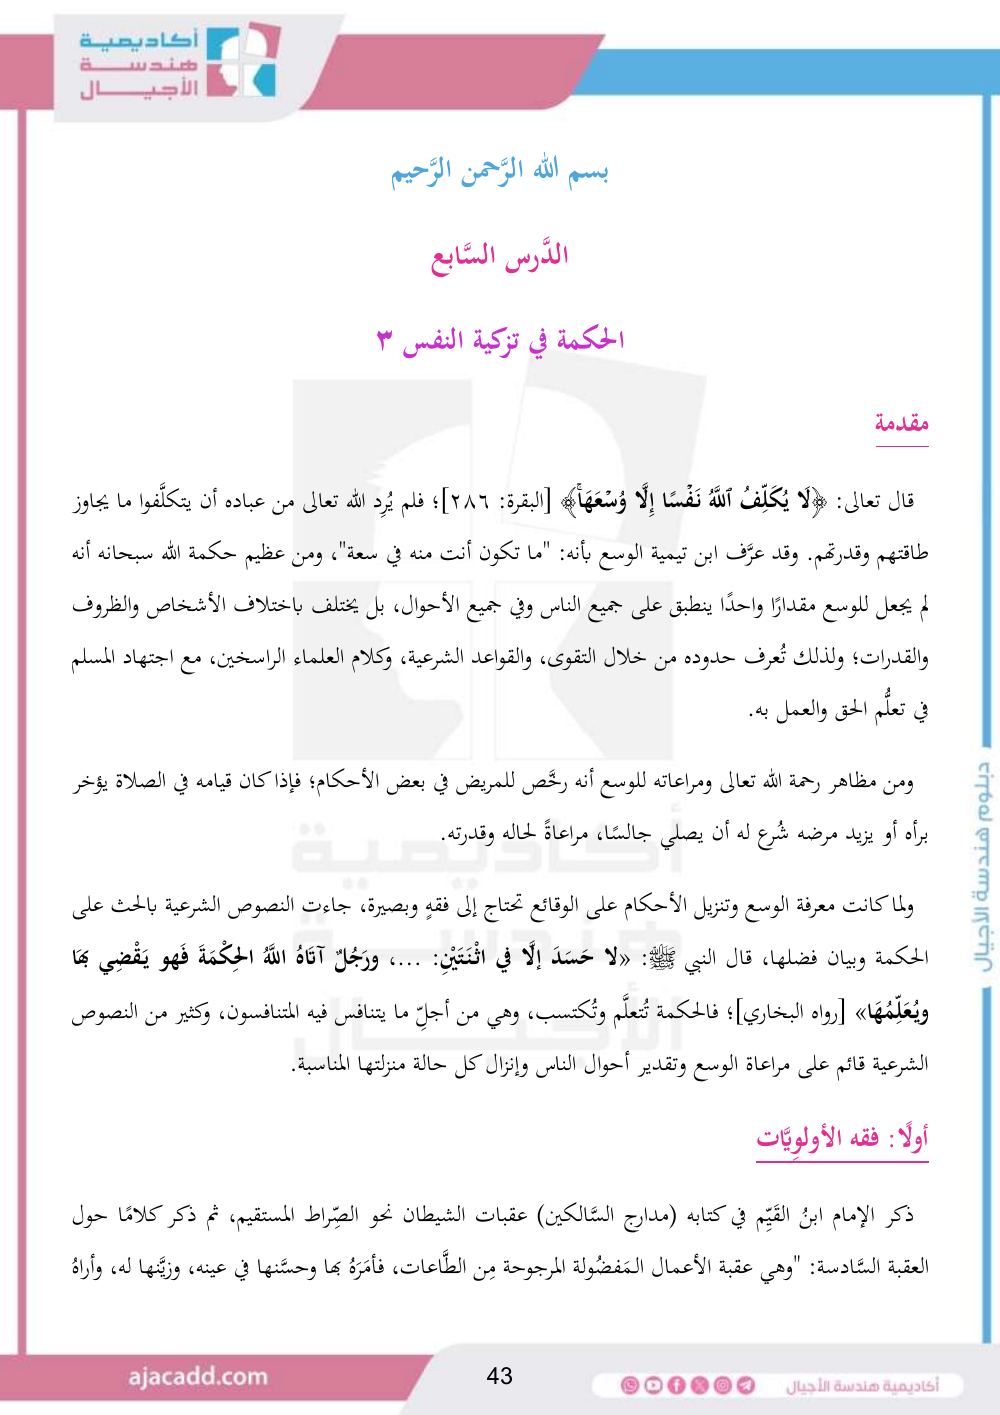 أكاديمية
هندسة
الأجيال
بسم الله الرَّحمن الرَّحيم
الدَّرس السَّابع
الحكمة في تزكية النفس ٣
مقدمة
قال تعالى: ﴿لَا يُكَلِّفُ ٱللَّهُ نَفْسًا إِلَّا وُسْعَهَاۚ﴾ [البقرة: ٢٨٦]؛ فلم يُرِد الله تعالى من عباده أن يتكلَّفوا ما يجاوز
طاقتهم وقدرتهم. وقد عرَّف ابن تيمية الوسع بأنه: "ما تكون أنت منه في سعة"، ومن عظيم حكمة الله سبحانه أنه
لم يجعل للوسع مقدارًا واحدًا ينطبق على جميع الناس وفي جميع الأحوال، بل يختلف باختلاف الأشخاص والظروف
والقدرات؛ ولذلك تُعرف حدوده من خلال التقوى، والقواعد الشرعية، وكلام العلماء الراسخين، مع اجتهاد المسلم
في تعلُّم الحق والعمل به.
ومن مظاهر رحمة الله تعالى ومراعاته للوسع أنه رخَّص للمريض في بعض الأحكام؛ فإذا كان قيامه في الصلاة يؤخر
برأه أو يزيد مرضه شُرع له أن يصلي جالسًا، مراعاةً لحاله وقدرته.
ولما كانت معرفة الوسع وتنزيل الأحكام على الوقائع تحتاج إلى فقهٍ وبصيرة، جاءت النصوص الشرعية بالحث على
الحكمة وبيان فضلها، قال النبي ﷺ: «لا حَسَدَ إلَّا في اثْنَتَيْنِ: ...، ورَجُلٌ آتَاهُ اللَّهُ الحِكْمَةَ فَهو يَقْضِي بهَا
ويُعَلِّمُهَا» [رواه البخاري]؛ فالحكمة تُتعلَّم وتُكتسب، وهي من أجلِّ ما يتنافس فيه المتنافسون، وكثير من النصوص
الشرعية قائم على مراعاة الوسع وتقدير أحوال الناس وإنزال كل حالة منزلتها المناسبة.
أولًا: فقه الأولويَّات
ذكر الإمام ابنُ القَيِّم في كتابه (مدارج السَّالكين) عقبات الشيطان نحو الصِّراط المستقيم، ثم ذكر كلامًا حول
العقبة السَّادسة: "وهي عقبة الأعمال المَفضُولة المرجوحة مِن الطَّاعات، فأمَرَهُ بها وحسَّنها في عينه، وزيَّنها له، وأراهُ
دبلوم هندسة الأجيال
ajacadd.com
43
أكاديمية هندسة الأجيال